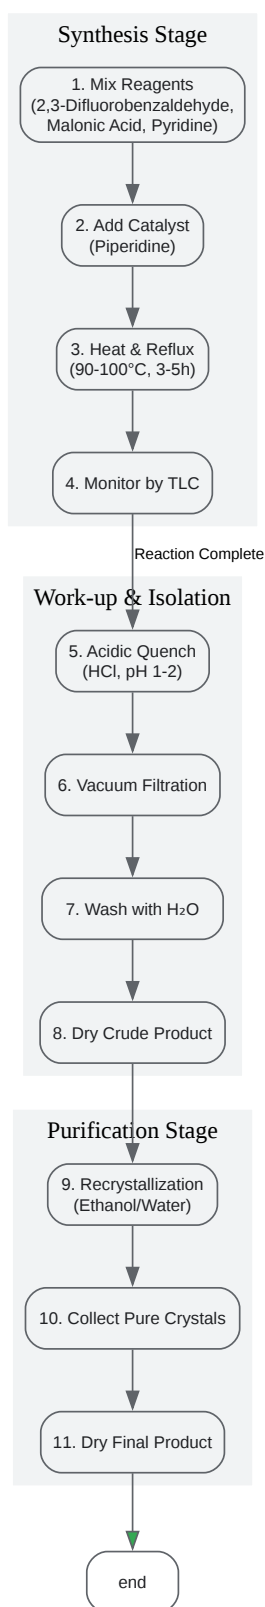 Synthesis Stage
1. Mix Reagents
(2,3-Difluorobenzaldehyde,
Malonic Acid, Pyridine)
2. Add Catalyst
(Piperidine)
3. Heat & Reflux
(90-100°C, 3-5h)
4. Monitor by TLC
Reaction Complete
Work-up & Isolation
5. Acidic Quench
(HCl, pH 1-2)
6. Vacuum Filtration
7. Wash with H₂O
8. Dry Crude Product
Purification Stage
9. Recrystallization
(Ethanol/Water)
10. Collect Pure Crystals
11. Dry Final Product
end